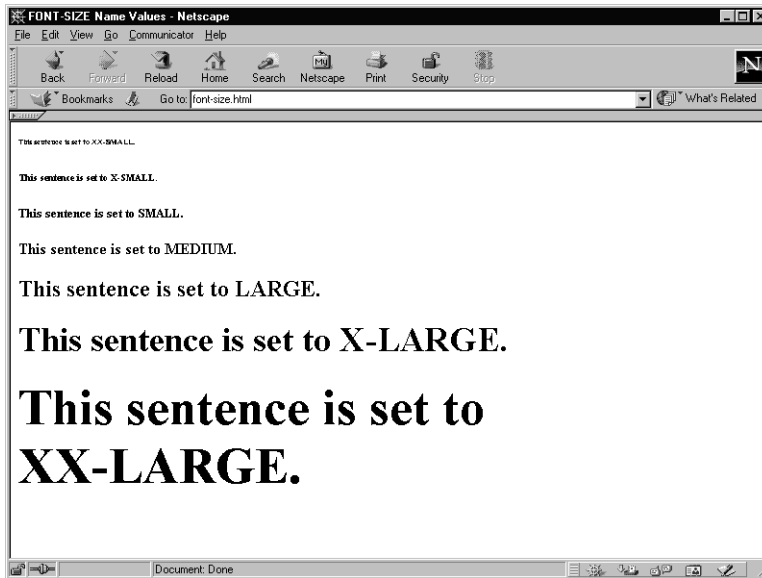 FONT-SIZE Name Values - Netscape
File Edit View Go Communicator Help
Back Forward Reload Home Search Netscape Print Security Stop
My
N
Bookmarks Go to: font-size.html What's Related
This sentence is set to XX-SMALL.
This sentence is set to X-SMALL.
This sentence is set to SMALL.
This sentence is set to MEDIUM.
This sentence is set to LARGE.
This sentence is set to X-LARGE.
This sentence is set to
XX-LARGE.
Document: Done